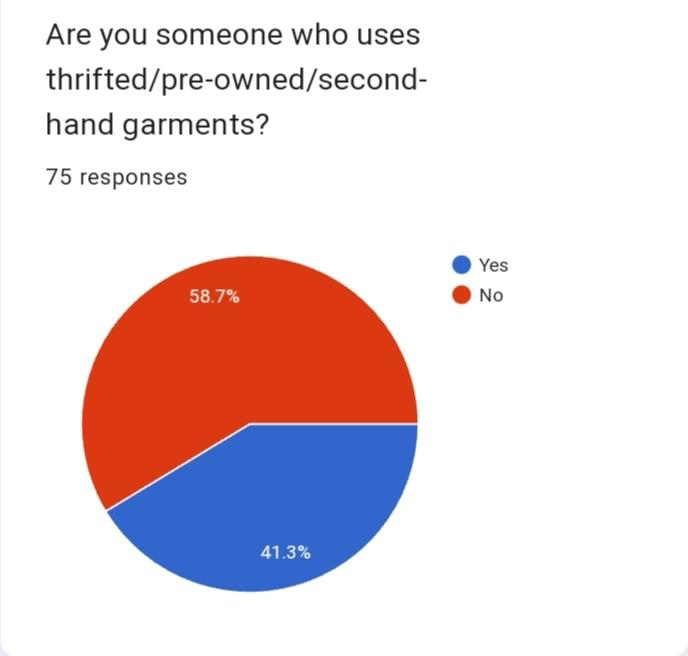 Are you someone who uses
thrifted/pre-owned/second-
hand garments?
75 responses
Yes
No
58.7%
41.3%